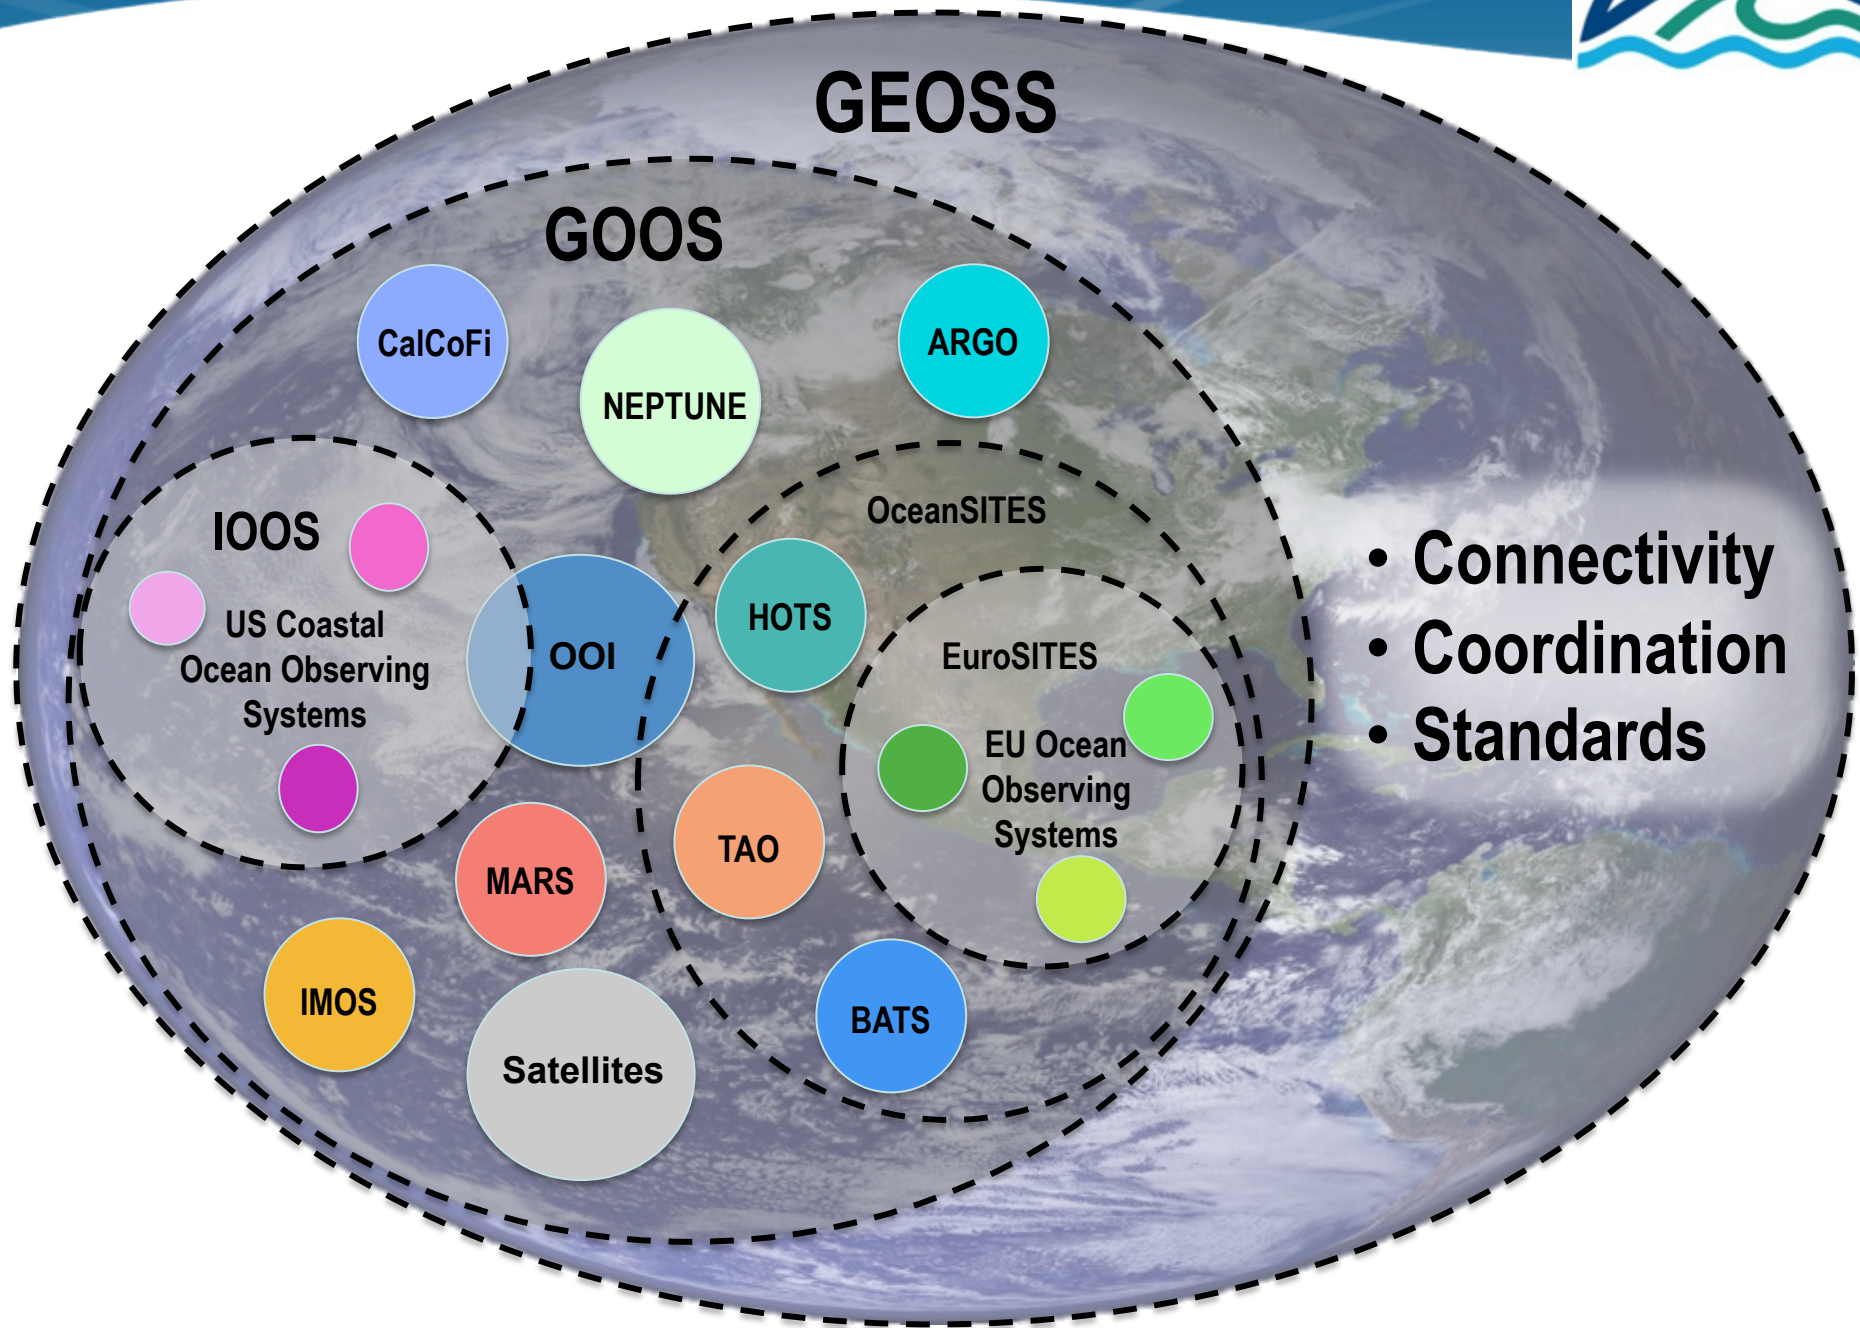 GEOSS
GOOS
CalCoFi
NEPTUNE
ARGO
OceanSITES
IOOS
US Coastal
Ocean Observing
Systems
OOI
HOTS
EuroSITES
EU Ocean
Observing
Systems
TAO
MARS
IMOS
Satellites
BATS
• Connectivity
• Coordination
• Standards